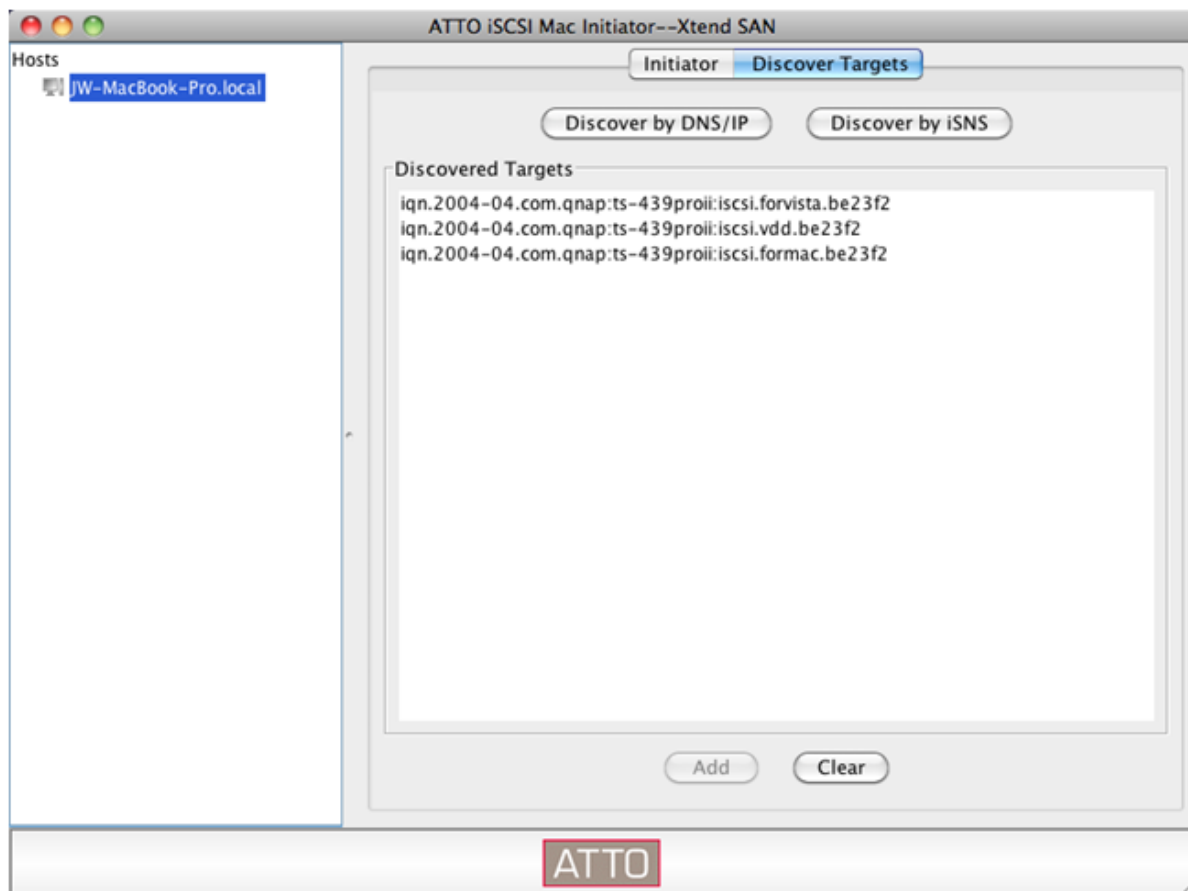 ATTO iSCSI Mac Initiator--Xtend SAN
Hosts
JW-MacBook-Pro.local
Initiator Discover Targets
Discover by DNS/IP Discover by iSNS
Discovered Targets
iqn.2004-04.com.qnap:ts-439proii:iscsi.forvista.be23f2
iqn.2004-04.com.qnap:ts-439proii:iscsi.vdd.be23f2
iqn.2004-04.com.qnap:ts-439proii:iscsi.formac.be23f2
Add Clear
ATTO